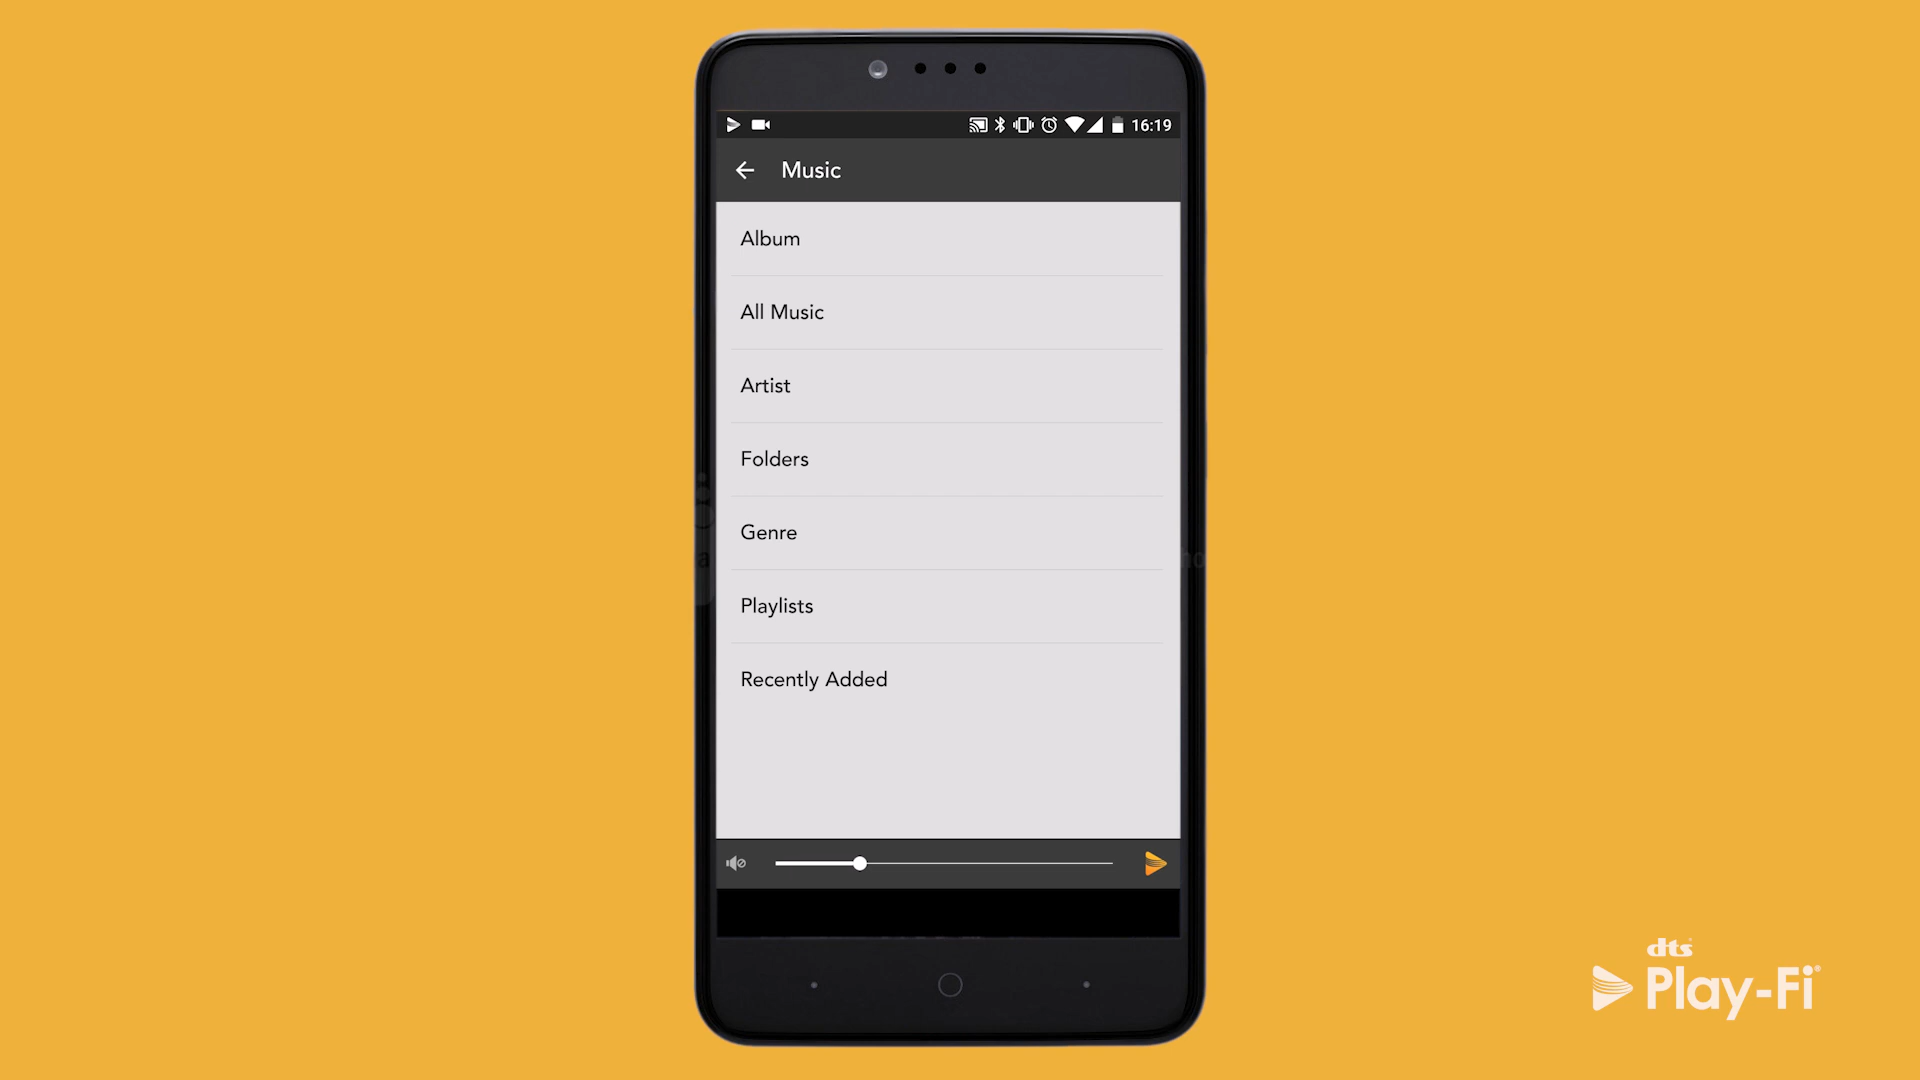 16:19
Music
Album
All Music
Artist
Folders
Genre
Playlists
Recently Added
dts
Play-Fi